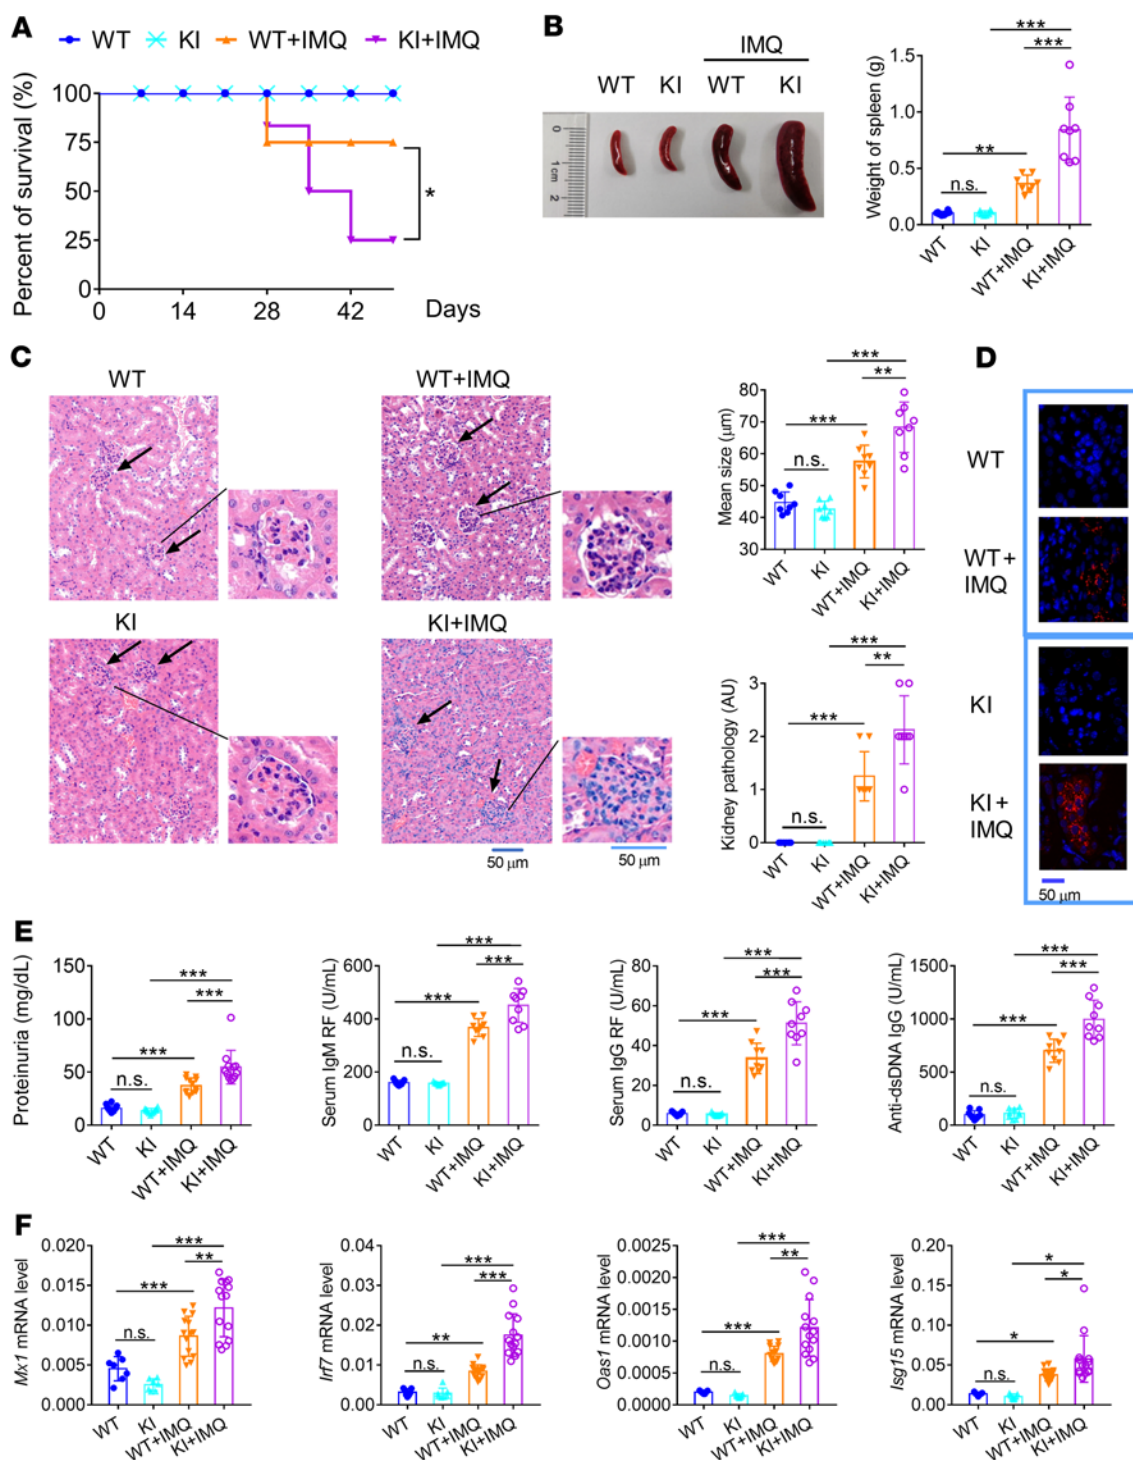 A
WT KI WT+IMQ KI+IMQ
Percent of survival (%)
100
75
50
25
0
*
0 14 28 42 Days
B
IMQ
WT KI WT KI
0
1 cm
2
Weight of spleen (g)
1.5
1.0
0.5
0.0
***
***
**
n.s.
WT KI WT+IMQ KI+IMQ
C
WT WT+IMQ
KI KI+IMQ
50 μm 50 μm
Mean size (μm)
80
70
60
50
40
30
***
**
***
n.s.
WT KI WT+IMQ KI+IMQ
Kidney pathology (AU)
3
2
1
0
***
**
***
n.s.
WT KI WT+IMQ KI+IMQ
D
WT
WT+
IMQ
KI
KI+
IMQ
50 μm
E
Proteinuria (mg/dL)
150
100
50
0
***
***
***
n.s.
WT KI WT+IMQ KI+IMQ
Serum IgM RF (U/mL)
600
400
200
0
***
***
***
n.s.
WT KI WT+IMQ KI+IMQ
Serum IgG RF (U/mL)
80
60
40
20
0
***
***
***
n.s.
WT KI WT+IMQ KI+IMQ
Anti-dsDNA IgG (U/mL)
1500
1000
500
0
***
***
***
n.s.
WT KI WT+IMQ KI+IMQ
F
Mx1 mRNA level
0.020
0.015
0.010
0.005
0.000
***
**
***
n.s.
WT KI WT+IMQ KI+IMQ
Irf7 mRNA level
0.04
0.03
0.02
0.01
0.00
***
***
**
n.s.
WT KI WT+IMQ KI+IMQ
Oas1 mRNA level
0.0025
0.0020
0.0015
0.0010
0.0005
0.0000
***
**
***
n.s.
WT KI WT+IMQ KI+IMQ
Isg15 mRNA level
0.20
0.15
0.10
0.05
0.00
*
*
*
n.s.
WT KI WT+IMQ KI+IMQ